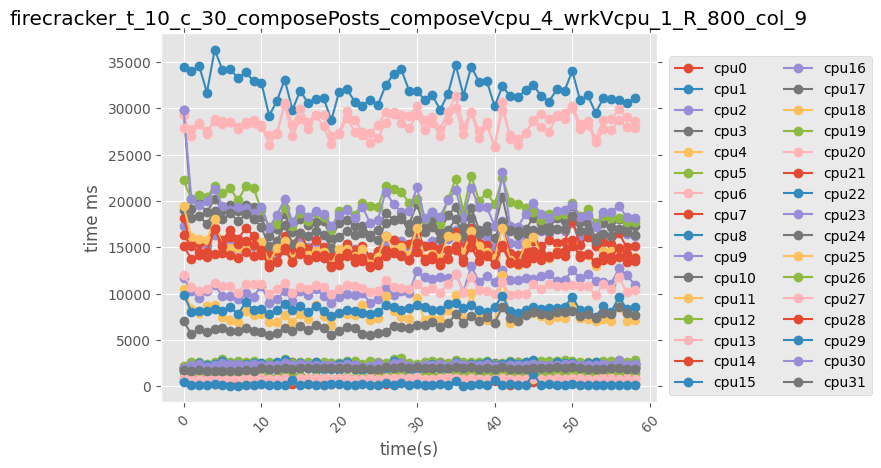 firecracker_t_10_c_30_composePosts_composeVcpu_4_wrkVcpu_1_R_800_col_9
35000
30000
25000
20000
15000
10000
5000
0
time ms
0 10 20 30 40 50 60
time(s)
cpu0 cpu16
cpu1 cpu17
cpu2 cpu18
cpu3 cpu19
cpu4 cpu20
cpu5 cpu21
cpu6 cpu22
cpu7 cpu23
cpu8 cpu24
cpu9 cpu25
cpu10 cpu26
cpu11 cpu27
cpu12 cpu28
cpu13 cpu29
cpu14 cpu30
cpu15 cpu31